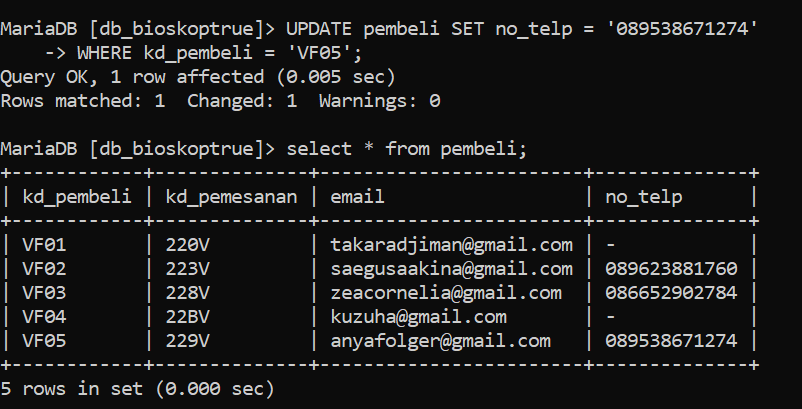 MariaDB [db_bioskoptrue]> UPDATE pembeli SET no_telp = '089538671274'
    -> WHERE kd_pembeli = 'VF05';
Query OK, 1 row affected (0.005 sec)
Rows matched: 1  Changed: 1  Warnings: 0

MariaDB [db_bioskoptrue]> select * from pembeli;
+------------+--------------+------------------------+--------------+
| kd_pembeli | kd_pemesanan | email                  | no_telp      |
+------------+--------------+------------------------+--------------+
| VF01       | 220V         | takaradjiman@gmail.com | -            |
| VF02       | 223V         | saegusaakina@gmail.com | 089623881760 |
| VF03       | 228V         | zeacornelia@gmail.com  | 086652902784 |
| VF04       | 22BV         | kuzuha@gmail.com       | -            |
| VF05       | 229V         | anyafolger@gmail.com   | 089538671274 |
+------------+--------------+------------------------+--------------+
5 rows in set (0.000 sec)